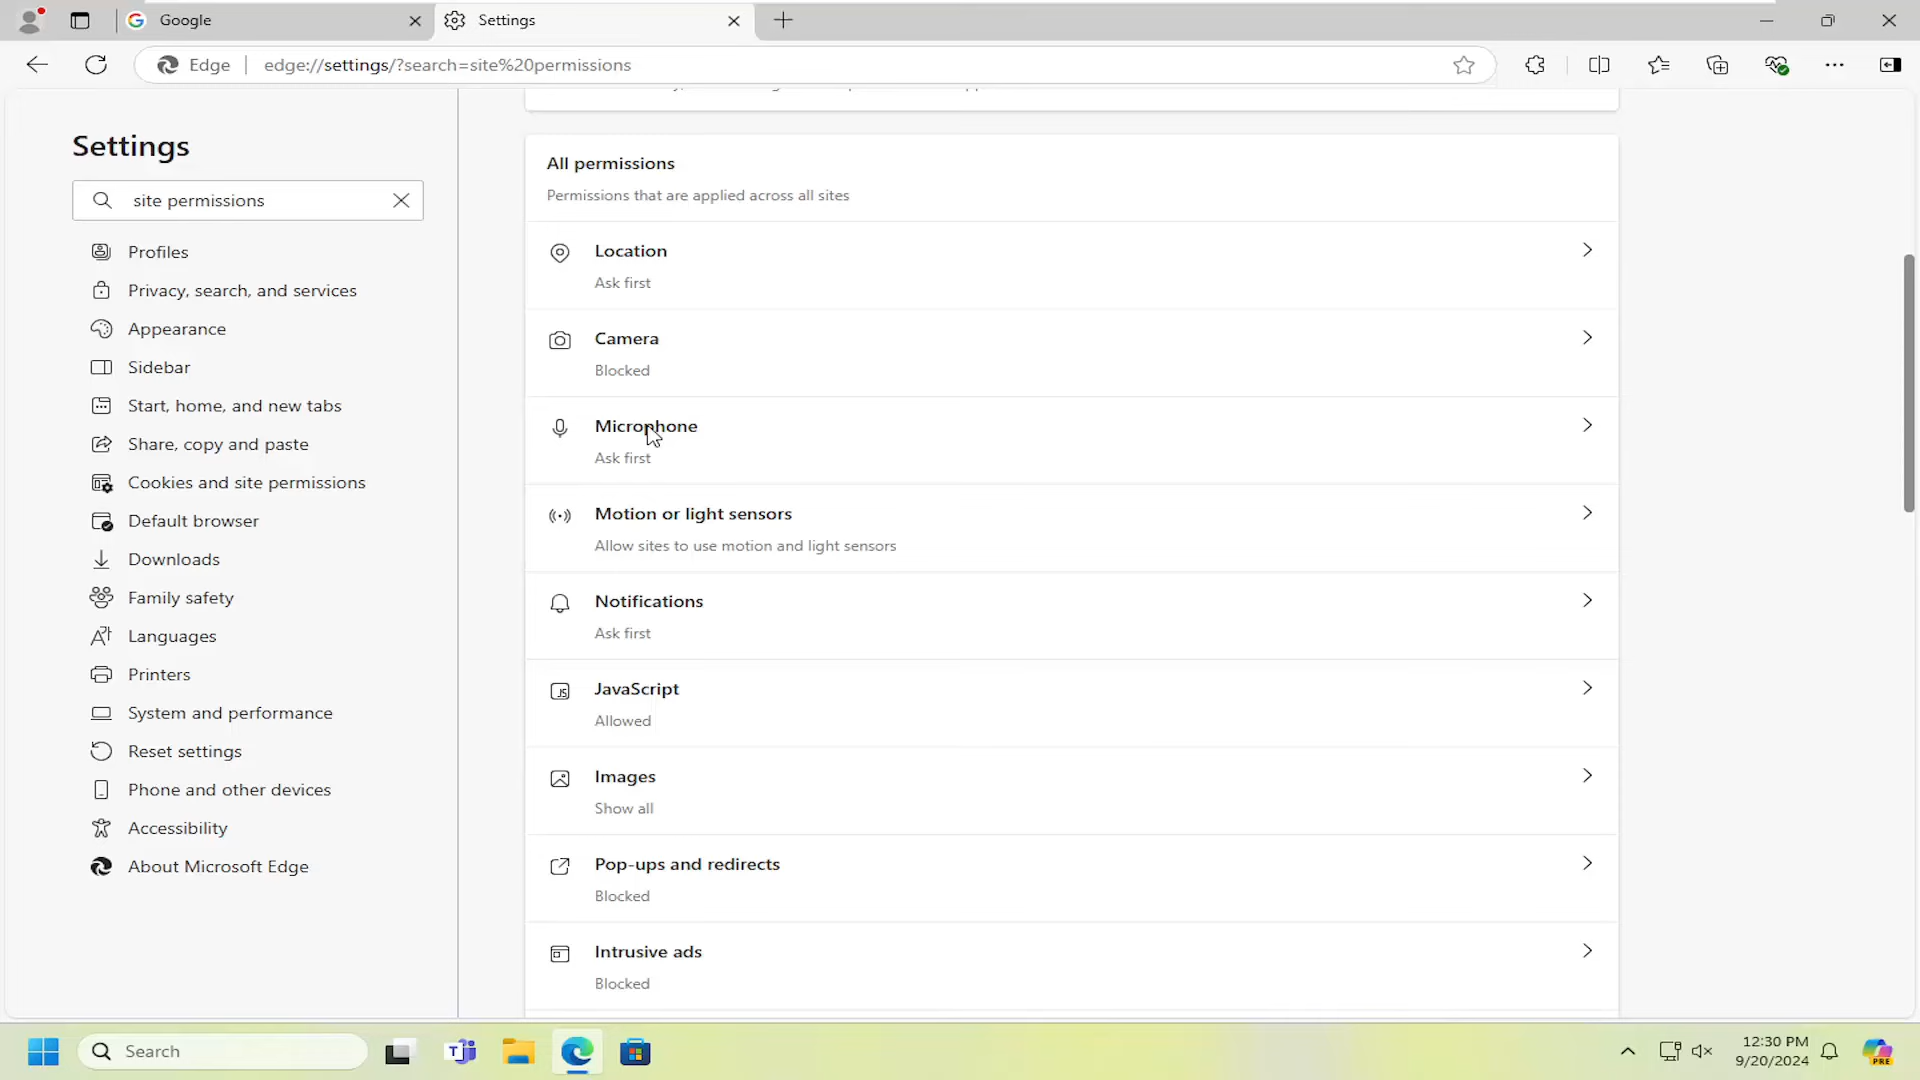 Google
Settings
Edge
edge://settings/?search=site%20permissions
Settings
site permissions
Profiles
Privacy, search, and services
Appearance
Sidebar
Start, home, and new tabs
Share, copy and paste
Cookies and site permissions
Default browser
Downloads
Family safety
Languages
Printers
System and performance
Reset settings
Phone and other devices
Accessibility
About Microsoft Edge
All permissions
Permissions that are applied across all sites
Location
Ask first
Camera
Blocked
Microphone
Ask first
Motion or light sensors
Allow sites to use motion and light sensors
Notifications
Ask first
JavaScript
Allowed
Images
Show all
Pop-ups and redirects
Blocked
Intrusive ads
Blocked
Search
12:30 PM
9/20/2024
PRE